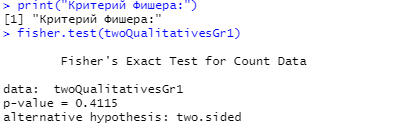 > print("Критерий Фишера:")
[1] "Критерий Фишера:"
> fisher.test(twoQualitativesGr1)
Fisher's Exact Test for Count Data
data:  twoQualitativesGr1
p-value = 0.4115
alternative hypothesis: two.sided